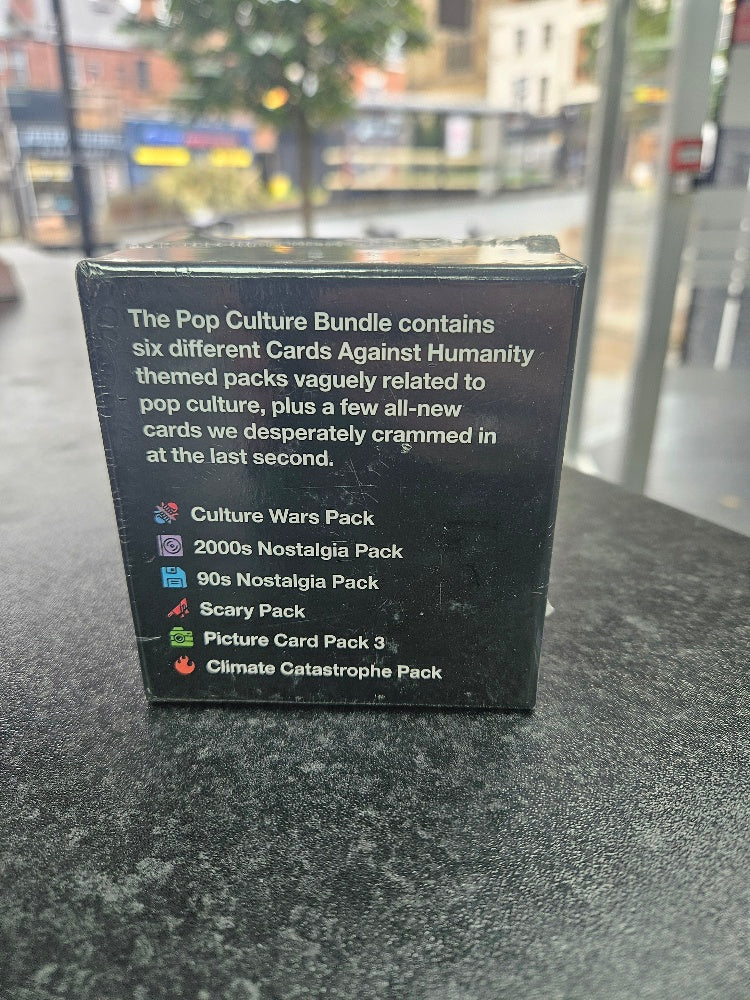 The Pop Culture Bundle contains
six different Cards Against Humanity
themed packs vaguely related to
pop culture, plus a few all-new
cards we desperately crammed in
at the last second.
Culture Wars Pack
2000s Nostalgia Pack
90s Nostalgia Pack
Scary Pack
Picture Card Pack 3
Climate Catastrophe Pack